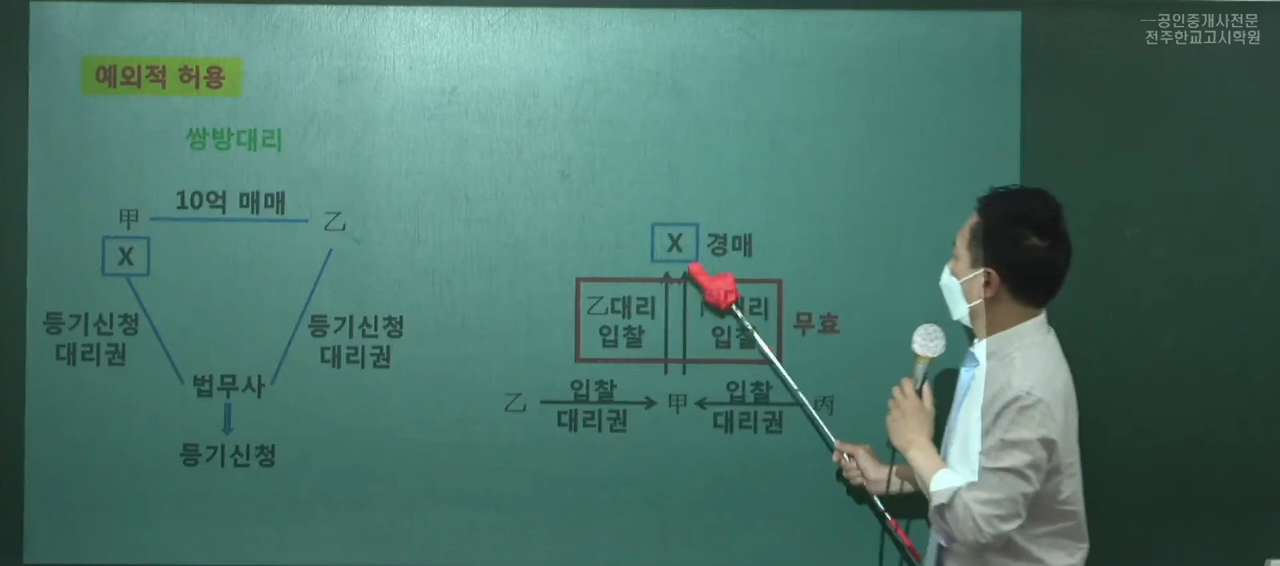 --공인중개사전문
전주한교고시학원
예외적 허용
쌍방대리
甲 10억 매매 乙
X
등기신청
대리권
등기신청
대리권
법무사
등기신청
X 경매
乙대리
입찰
무효
乙 입찰
대리권
甲 입찰
대리권
丙